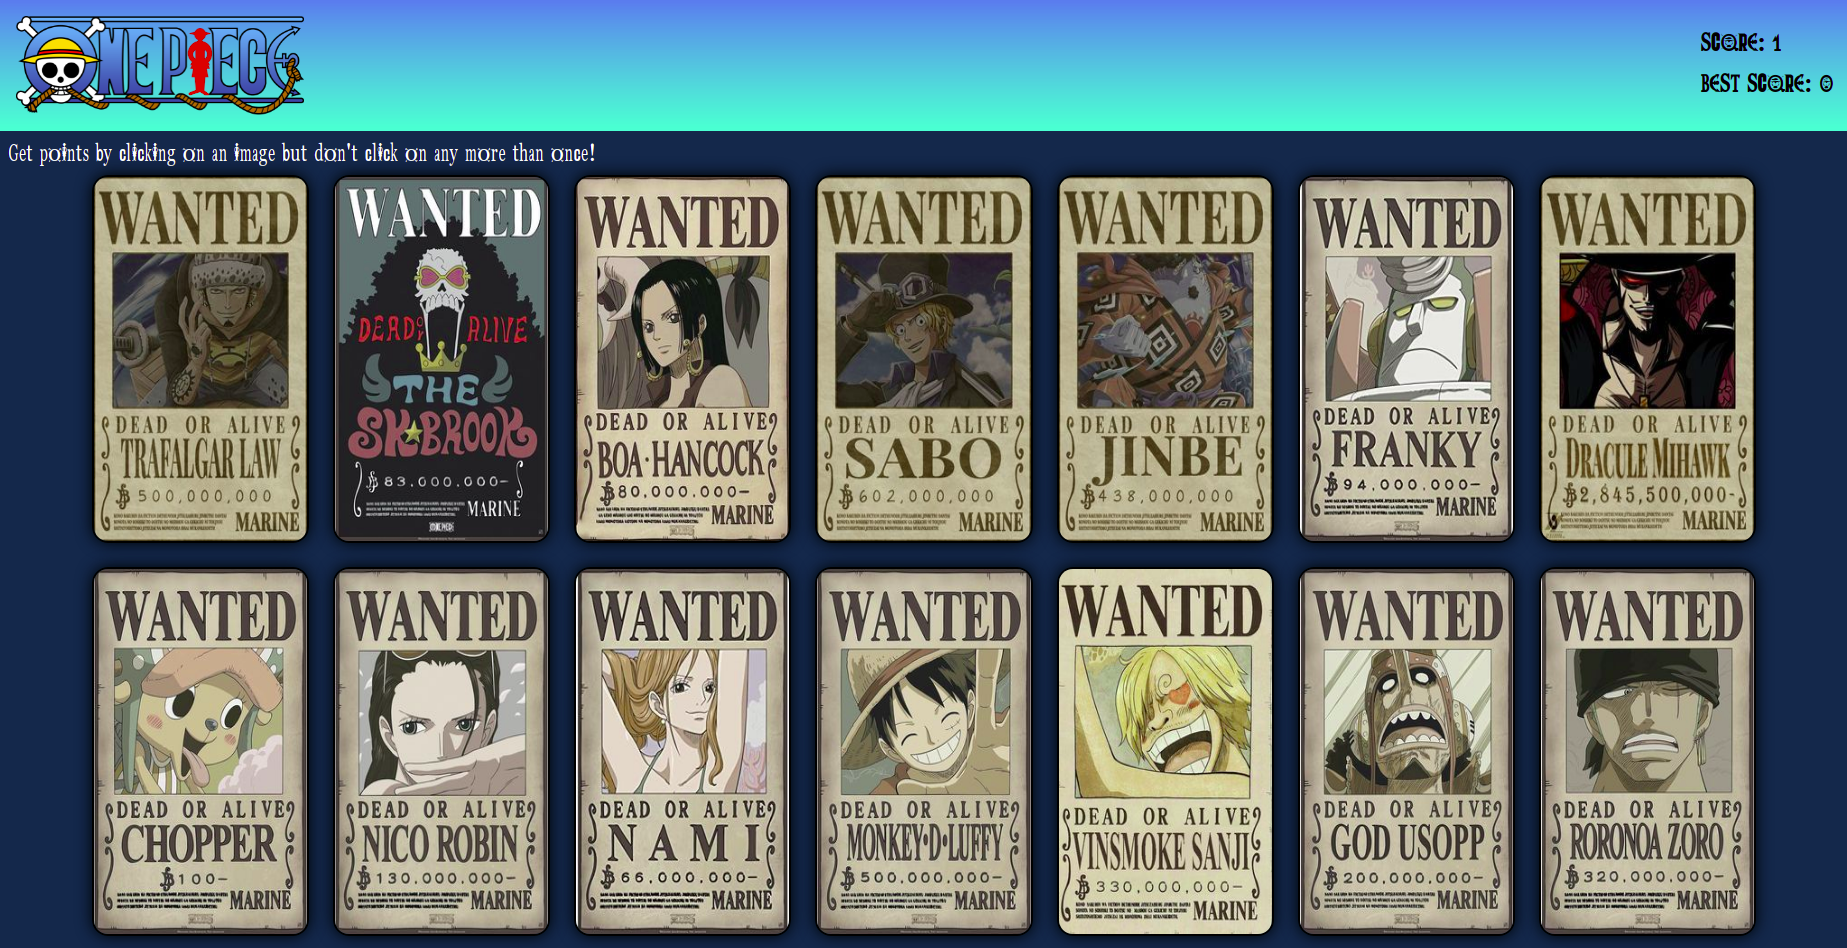 ONE PIECE
SCORE: 1
BEST SCORE: 0
Get points by clicking on an image but don't click on any more than once!
WANTED
DEAD OR ALIVE
TRAFALGAR LAW
500,000,000
MARINE
WANTED
DEAD OR ALIVE
THE
SK BROOK
83.000.000-
MARINE
WANTED
DEAD OR ALIVE
BOA·HANCOCK
80.000.000-
MARINE
WANTED
DEAD OR ALIVE
SABO
602,000,000
MARINE
WANTED
DEAD OR ALIVE
JINBE
438,000,000
MARINE
WANTED
DEAD OR ALIVE
FRANKY
94.000.000-
MARINE
WANTED
DEAD OR ALIVE
DRACULE MIHAWK
2,845,500,000-
MARINE
WANTED
DEAD OR ALIVE
CHOPPER
100-
MARINE
WANTED
DEAD OR ALIVE
NICO ROBIN
130.000.000-
MARINE
WANTED
DEAD OR ALIVE
NAMI
66.000.000-
MARINE
WANTED
DEAD OR ALIVE
MONKEY·D·LUFFY
500.000.000-
MARINE
WANTED
DEAD OR ALIVE
VINSMOKE SANJI
330,000,000-
MARINE
WANTED
DEAD OR ALIVE
GOD USOPP
200,000,000-
MARINE
WANTED
DEAD OR ALIVE
RORONOA ZORO
320.000.000-
MARINE